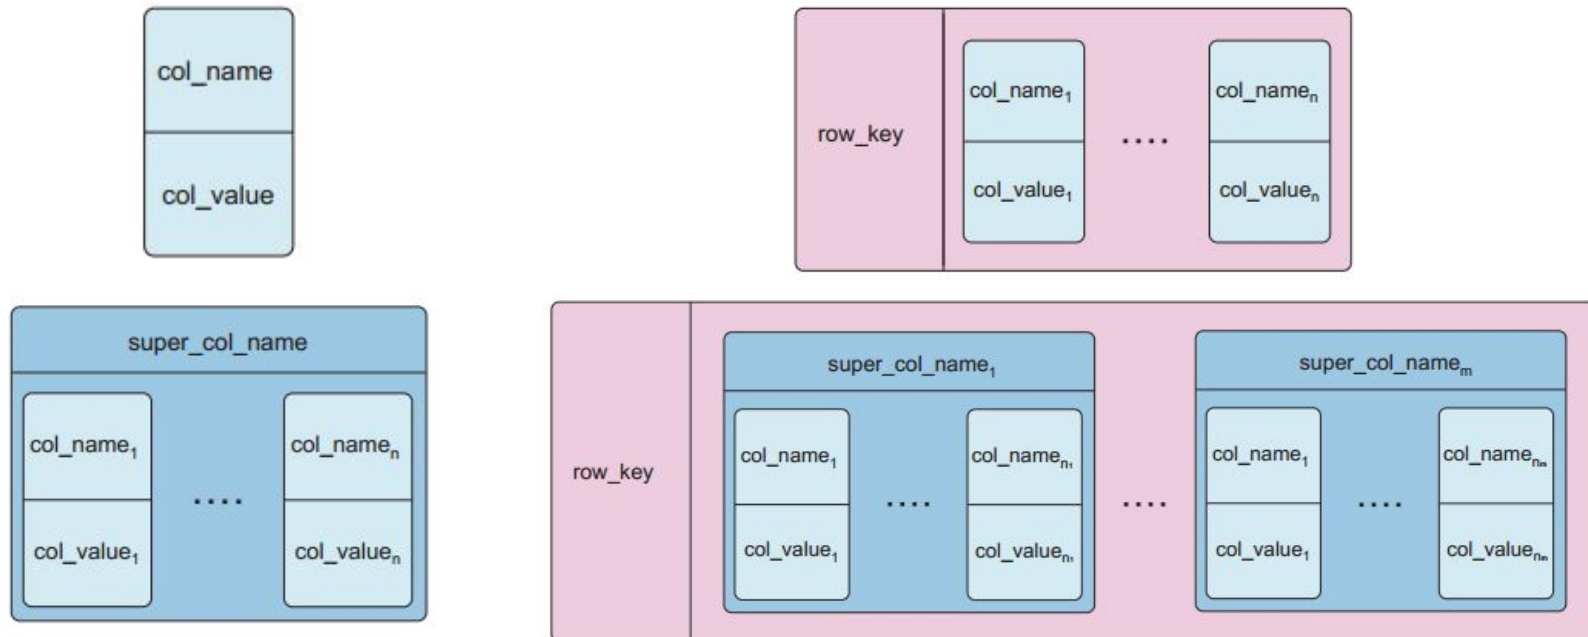 col_name
col_value
row_key
col_name₁
col_value₁
....
col_nameₙ
col_valueₙ
super_col_name
col_name₁
col_value₁
....
col_nameₙ
col_valueₙ
row_key
super_col_name₁
col_name₁
col_value₁
....
col_nameₙ₁
col_valueₙ₁
....
super_col_nameₘ
col_name₁
col_value₁
....
col_nameₙₘ
col_valueₙₘ